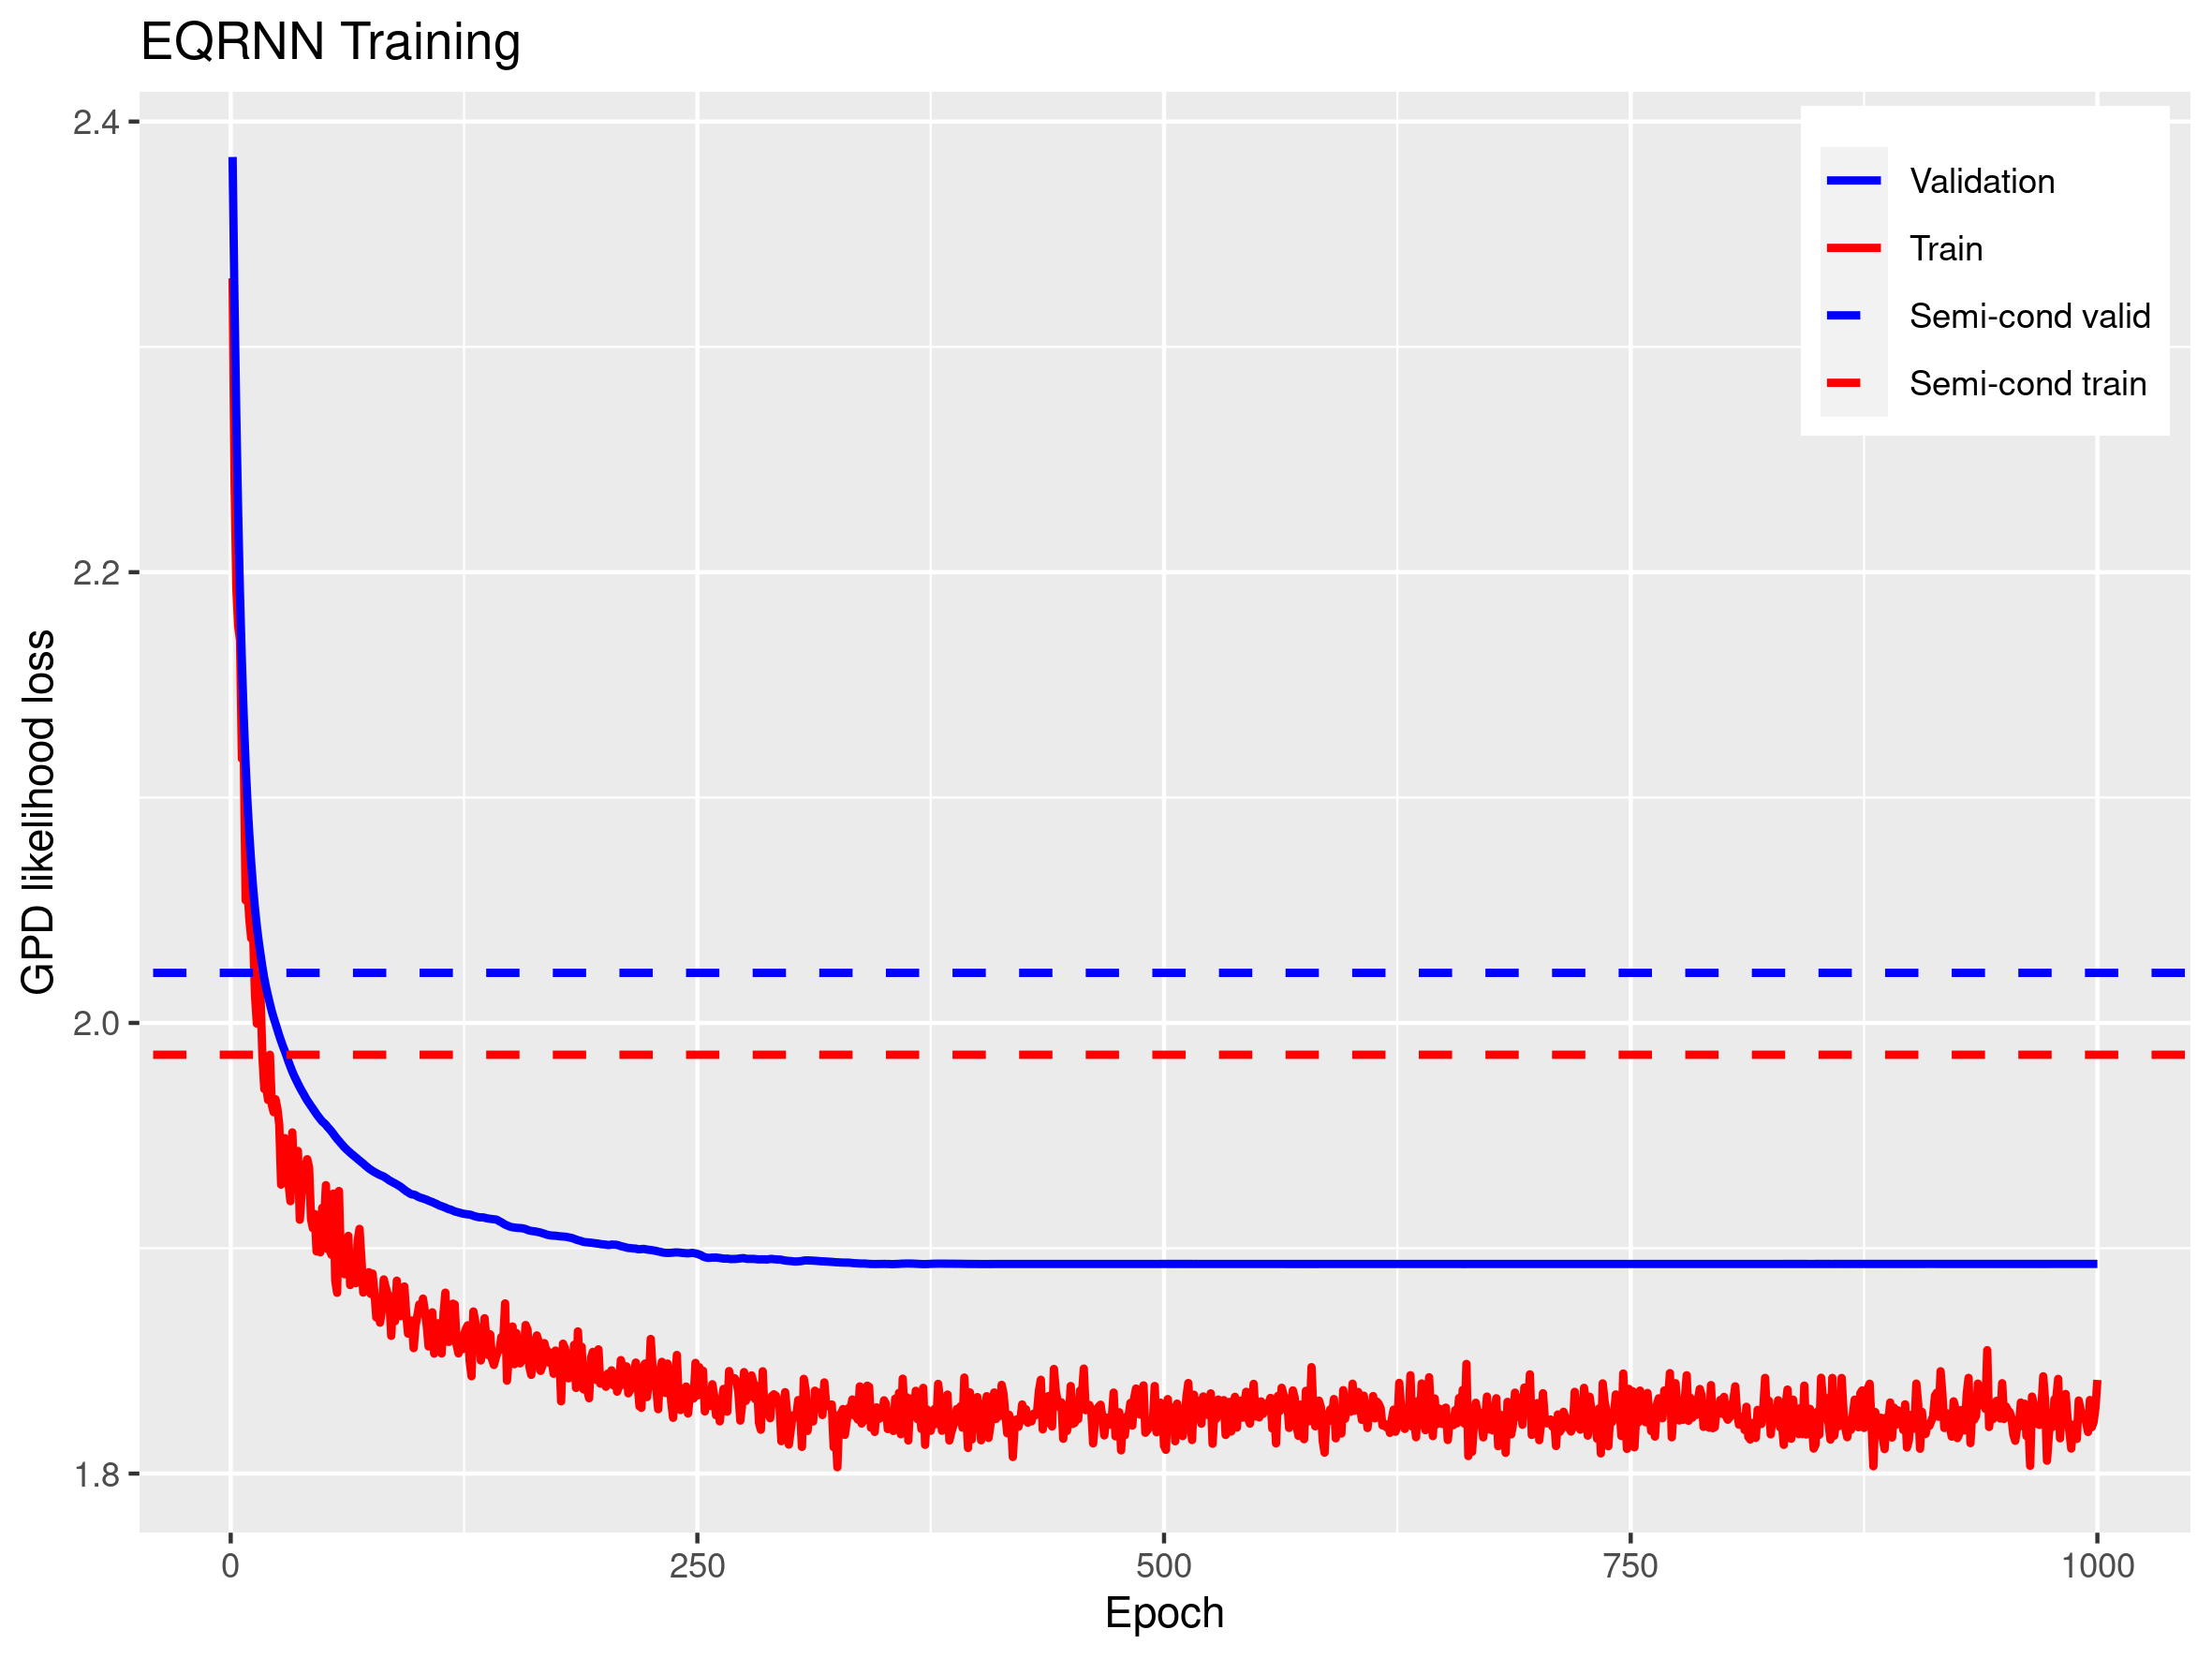 EQRNN Training
GPD likelihood loss
2.4
2.2
2.0
1.8
Validation
Train
Semi-cond valid
Semi-cond train
0
250
500
750
1000
Epoch